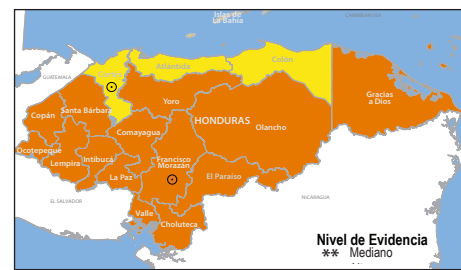 Islas de
La Bahía
GUATEMALA
Cortés
Atlántida
Colón
Gracias
a Dios
Copán
Santa Bárbara
Yoro
HONDURAS
Olancho
Comayagua
Ocotepeque
Lempira
Intibucá
Francisco
Morazán
La Paz
El Paraíso
EL SALVADOR
NICARAGUA
Valle
Choluteca
Nivel de Evidencia
** Mediano